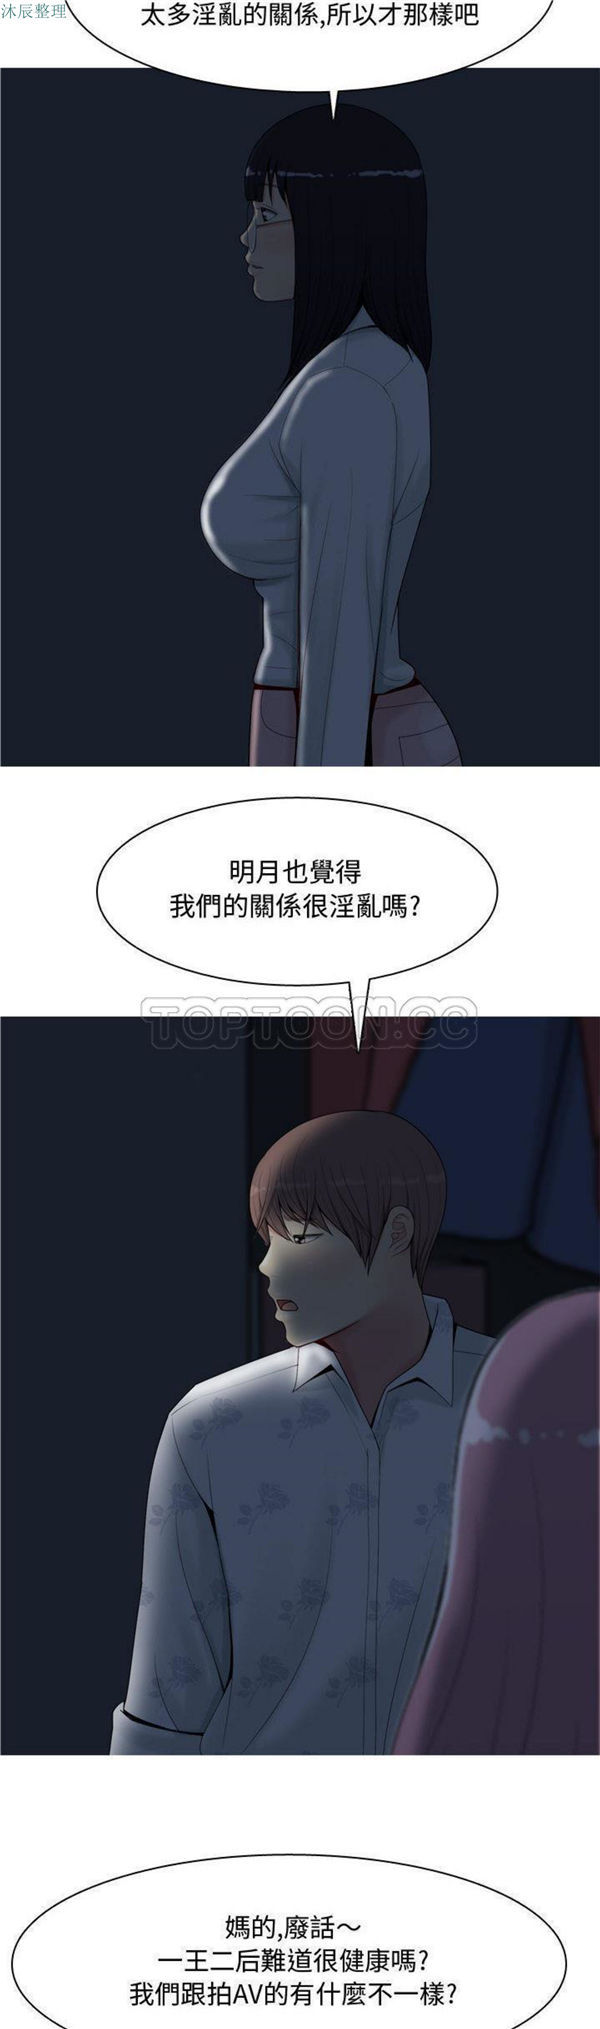 沐辰整理
太多淫亂的關係,所以才那樣吧
明月也覺得
我們的關係很淫亂嗎?
TOPTOON.CC
媽的,廢話～
一王二后難道很健康嗎?
我們跟拍AV的有什麼不一樣?